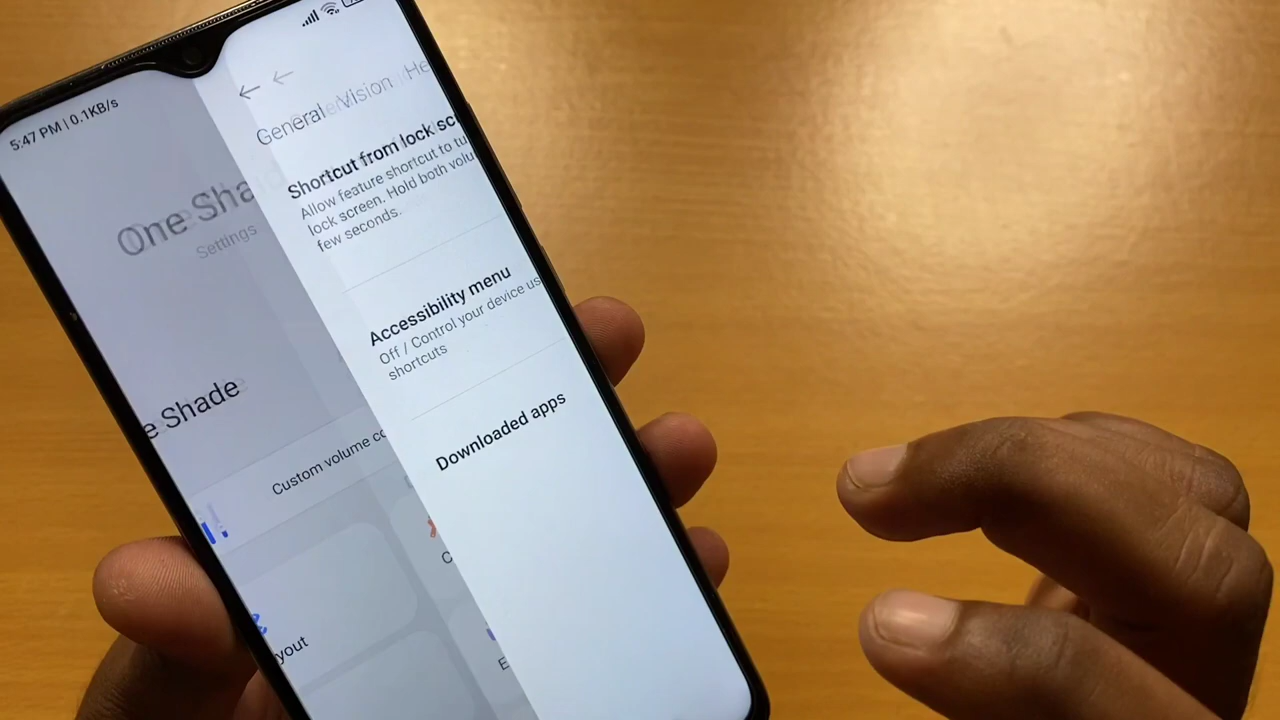 5:47 PM | 0.1KB/s
One Sha
Settings
e Shade
Custom volume co
yout
General Vision He
Shortcut from lock sc
Allow feature shortcut to tu
lock screen. Hold both volu
few seconds.
Accessibility menu
Off / Control your device us
shortcuts
Downloaded apps
C
E